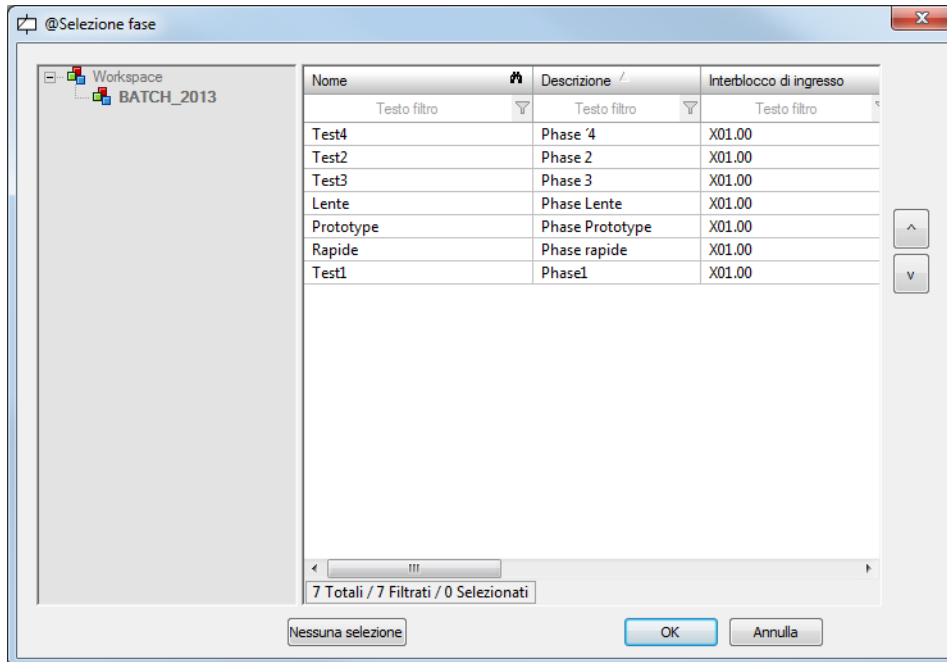 @Selezione fase
Workspace
BATCH_2013
Nome Descrizione Interblocco di ingresso
Testo filtro Testo filtro Testo filtro
Test4 Phase ´4 X01.00
Test2 Phase 2 X01.00
Test3 Phase 3 X01.00
Lente Phase Lente X01.00
Prototype Phase Prototype X01.00
Rapide Phase rapide X01.00
Test1 Phase1 X01.00
^
v
7 Totali / 7 Filtrati / 0 Selezionati
Nessuna selezione OK Annulla